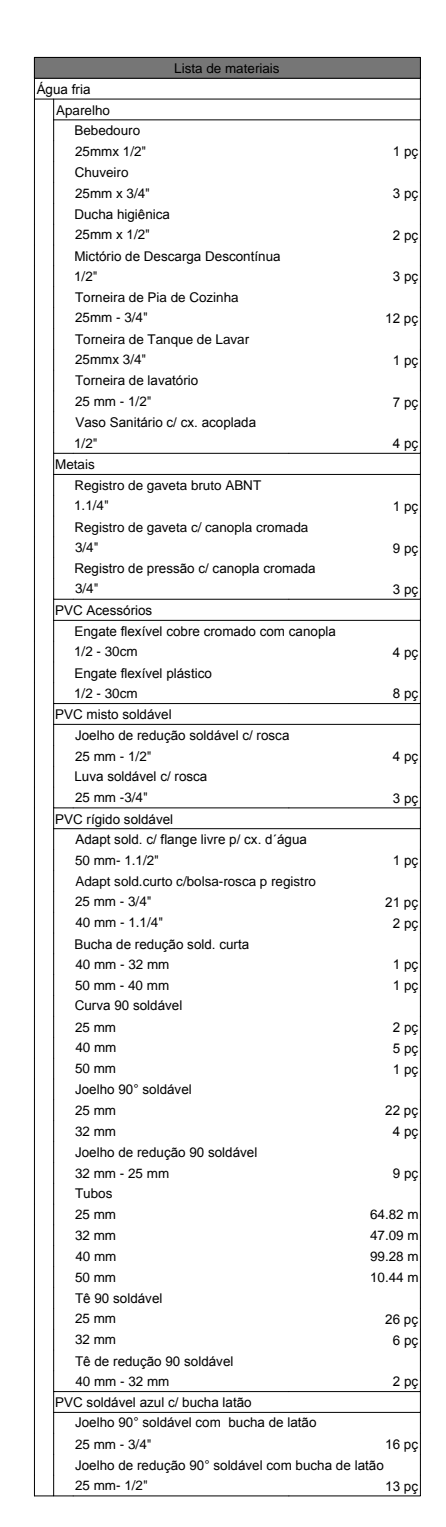 Lista de materiais
Água fria
Aparelho
Bebedouro
25mmx 1/2" 1 pç
Chuveiro
25mm x 3/4" 3 pç
Ducha higiênica
25mm x 1/2" 2 pç
Mictório de Descarga Descontínua
1/2" 3 pç
Torneira de Pia de Cozinha
25mm - 3/4" 12 pç
Torneira de Tanque de Lavar
25mmx 3/4" 1 pç
Torneira de lavatório
25 mm - 1/2" 7 pç
Vaso Sanitário c/ cx. acoplada
1/2" 4 pç
Metais
Registro de gaveta bruto ABNT
1.1/4" 1 pç
Registro de gaveta c/ canopla cromada
3/4" 9 pç
Registro de pressão c/ canopla cromada
3/4" 3 pç
PVC Acessórios
Engate flexível cobre cromado com canopla
1/2 - 30cm 4 pç
Engate flexível plástico
1/2 - 30cm 8 pç
PVC misto soldável
Joelho de redução soldável c/ rosca
25 mm - 1/2" 4 pç
Luva soldável c/ rosca
25 mm -3/4" 3 pç
PVC rígido soldável
Adapt sold. c/ flange livre p/ cx. d´água
50 mm- 1.1/2" 1 pç
Adapt sold.curto c/bolsa-rosca p registro
25 mm - 3/4" 21 pç
40 mm - 1.1/4" 2 pç
Bucha de redução sold. curta
40 mm - 32 mm 1 pç
50 mm - 40 mm 1 pç
Curva 90 soldável
25 mm 2 pç
40 mm 5 pç
50 mm 1 pç
Joelho 90° soldável
25 mm 22 pç
32 mm 4 pç
Joelho de redução 90 soldável
32 mm - 25 mm 9 pç
Tubos
25 mm 64.82 m
32 mm 47.09 m
40 mm 99.28 m
50 mm 10.44 m
Tê 90 soldável
25 mm 26 pç
32 mm 6 pç
Tê de redução 90 soldável
40 mm - 32 mm 2 pç
PVC soldável azul c/ bucha latão
Joelho 90° soldável com bucha de latão
25 mm - 3/4" 16 pç
Joelho de redução 90° soldável com bucha de latão
25 mm- 1/2" 13 pç